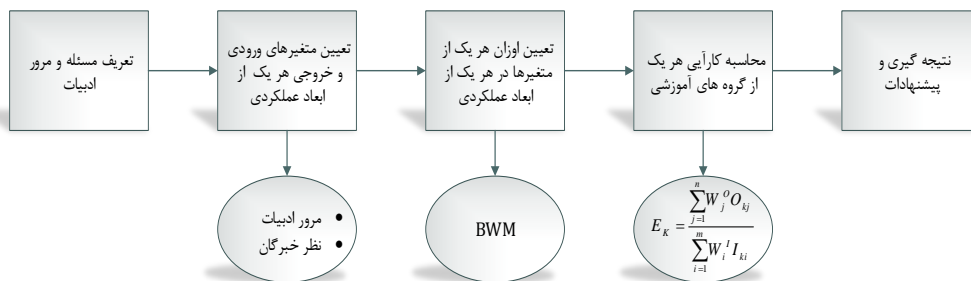 تعریف مسئله و مرور
ادبیات
تعیین متغیرهای ورودی
و خروجی هر یک از
ابعاد عملکردی
تعیین اوزان هر یک از
متغیرها در هر یک از
ابعاد عملکردی
محاسبه کارآیی هر یک
از گروه های آموزشی
نتیجه گیری و
پیشنهادات
• مرور ادبیات
• نظر خبرگان
BWM
E_K = \frac{\sum_{j=1}^{n} W_j^O O_{kj}}{\sum_{i=1}^{m} W_i^I I_{ki}}